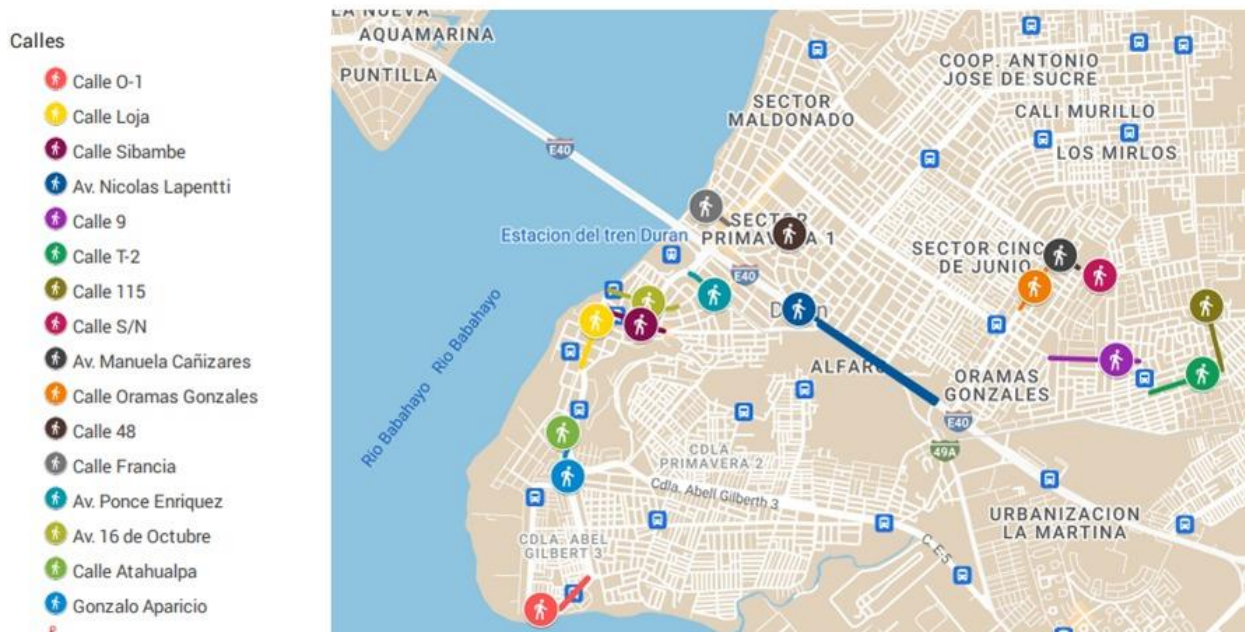 Calles
Calle O-1
Calle Loja
Calle Sibambe
Av. Nicolas Lapentti
Calle 9
Calle T-2
Calle 115
Calle S/N
Av. Manuela Cañizares
Calle Oramas Gonzales
Calle 48
Calle Francia
Av. Ponce Enriquez
Av. 16 de Octubre
Calle Atahualpa
Gonzalo Aparicio
LA NUEVA
AQUAMARINA
PUNTILLA
E40
SECTOR
MALDONADO
COOP. ANTONIO
JOSE DE SUCRE
CALI MURILLO
LOS MIRLOS
Estacion del tren Duran
SECTOR
PRIMAVERA 1
E40
SECTOR CINCO
DE JUNIO
Rio Babahayo
Rio Babahayo
ALFARO
ORAMAS
GONZALES
E40
49A
CDLA.
PRIMAVERA 2
Cdla. Abell Gilberth 3
CDLA. ABEL
GILBERT 3
C. E-5
URBANIZACION
LA MARTINA